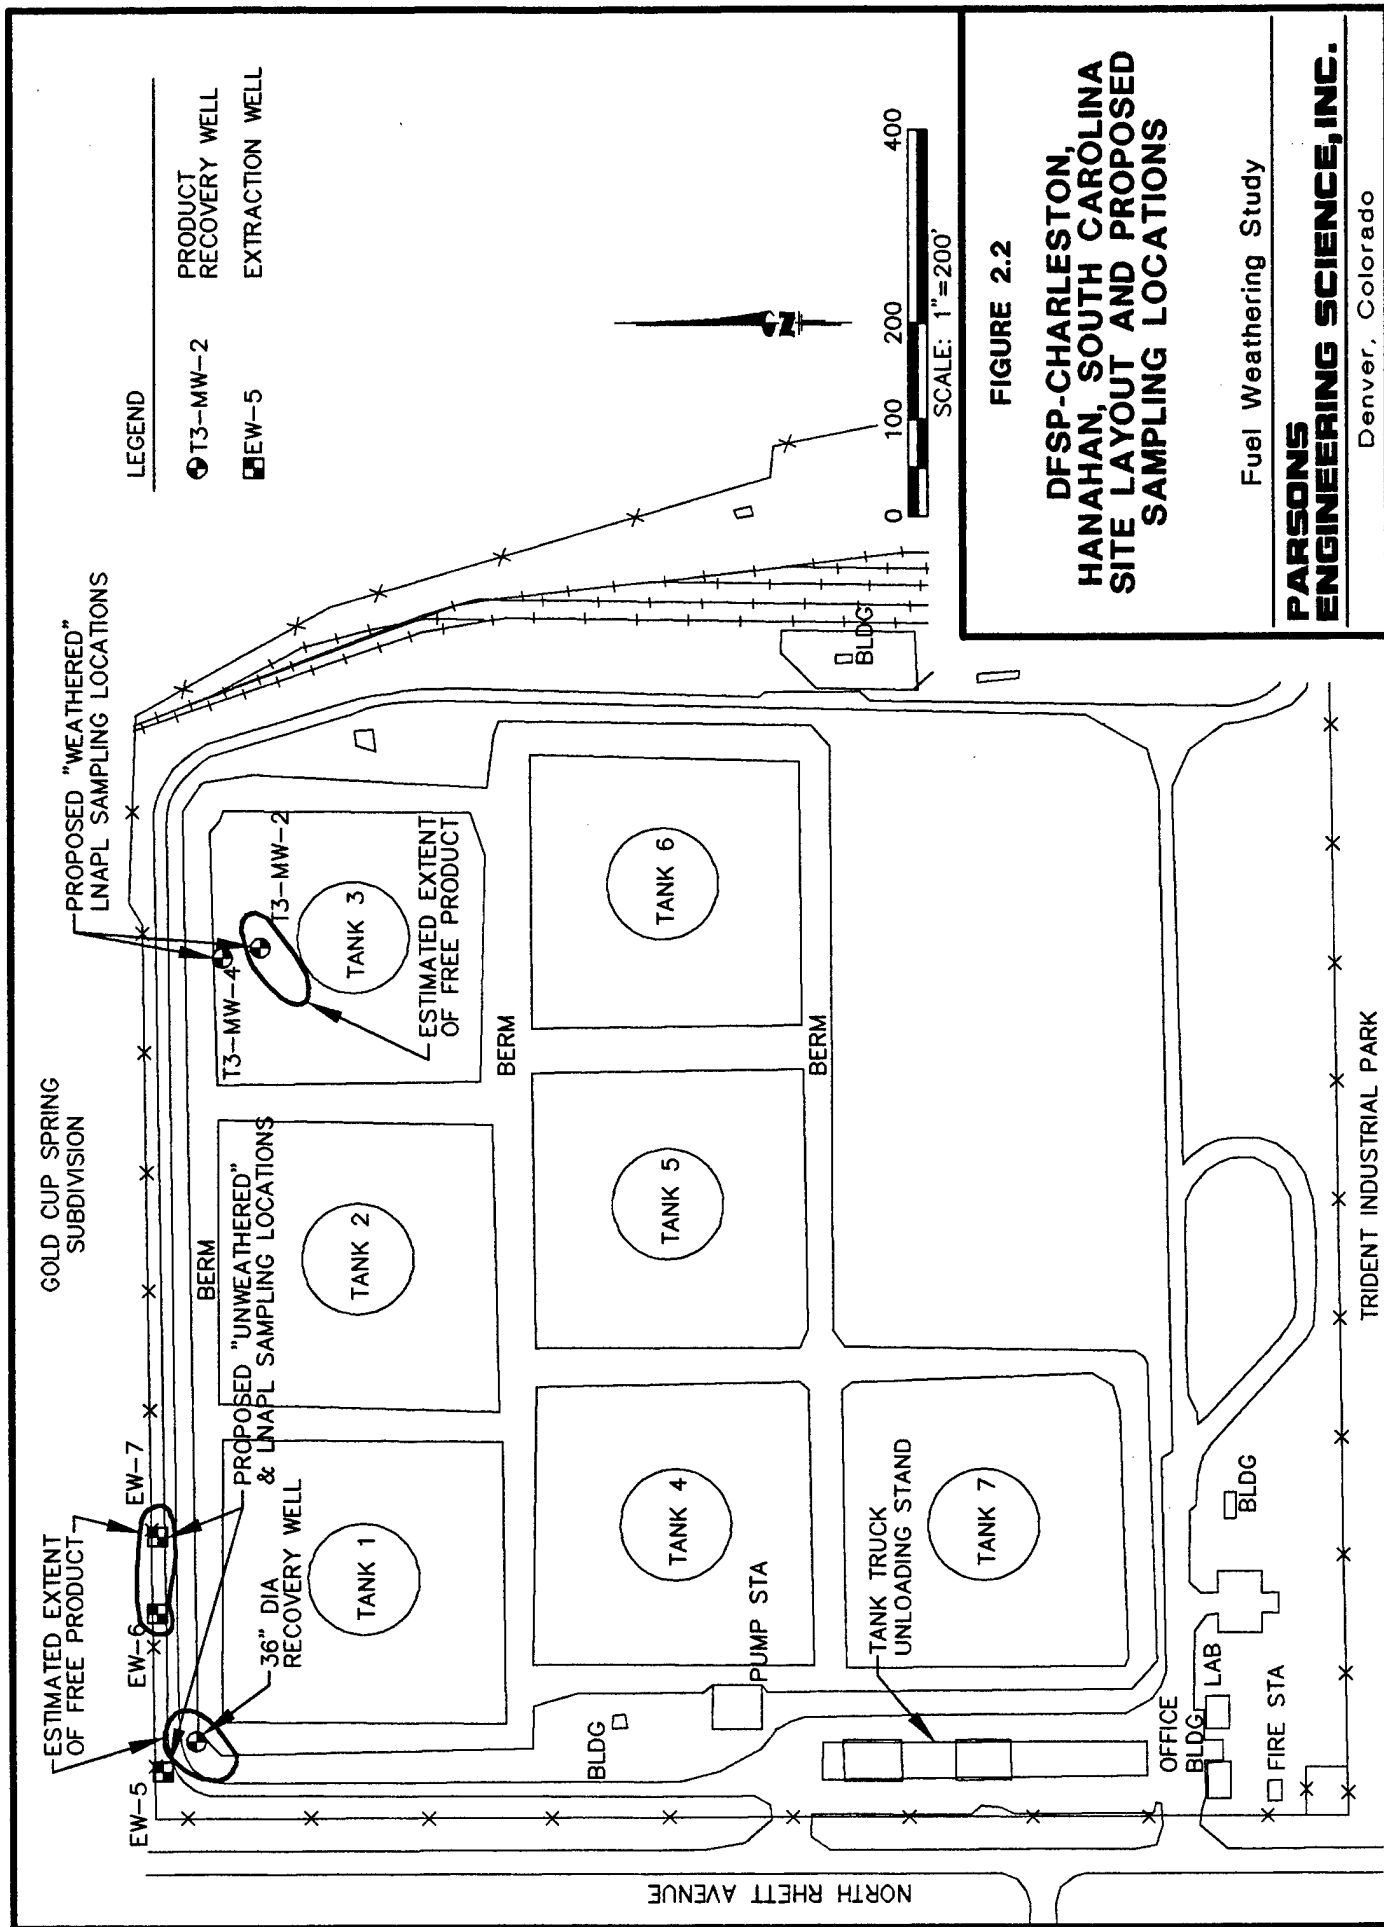 GOLD CUP SPRING
SUBDIVISION
PROPOSED "WEATHERED"
LNAPL SAMPLING LOCATIONS
LEGEND
T3-MW-2
PRODUCT
RECOVERY WELL
EW-5
EXTRACTION WELL
ESTIMATED EXTENT
OF FREE PRODUCT
EW-5
EW-6
EW-7
36" DIA
RECOVERY WELL
PROPOSED "UNWEATHERED"
& LNAPL SAMPLING LOCATIONS
BERM
T3-MW-4
T3-MW-2
ESTIMATED EXTENT
OF FREE PRODUCT
TANK 1
TANK 2
TANK 3
BERM
TANK 4
TANK 5
TANK 6
BERM
BLDG
PUMP STA
TANK 7
TANK TRUCK
UNLOADING STAND
BLDG
OFFICE
BLDG
LAB
FIRE STA
BLDG
NORTH RHETT AVENUE
TRIDENT INDUSTRIAL PARK
N
0 100 200 400
SCALE: 1"=200'
FIGURE 2.2
DFSP-CHARLESTON,
HANAHAN, SOUTH CAROLINA
SITE LAYOUT AND PROPOSED
SAMPLING LOCATIONS
Fuel Weathering Study
PARSONS
ENGINEERING SCIENCE, INC.
Denver, Colorado